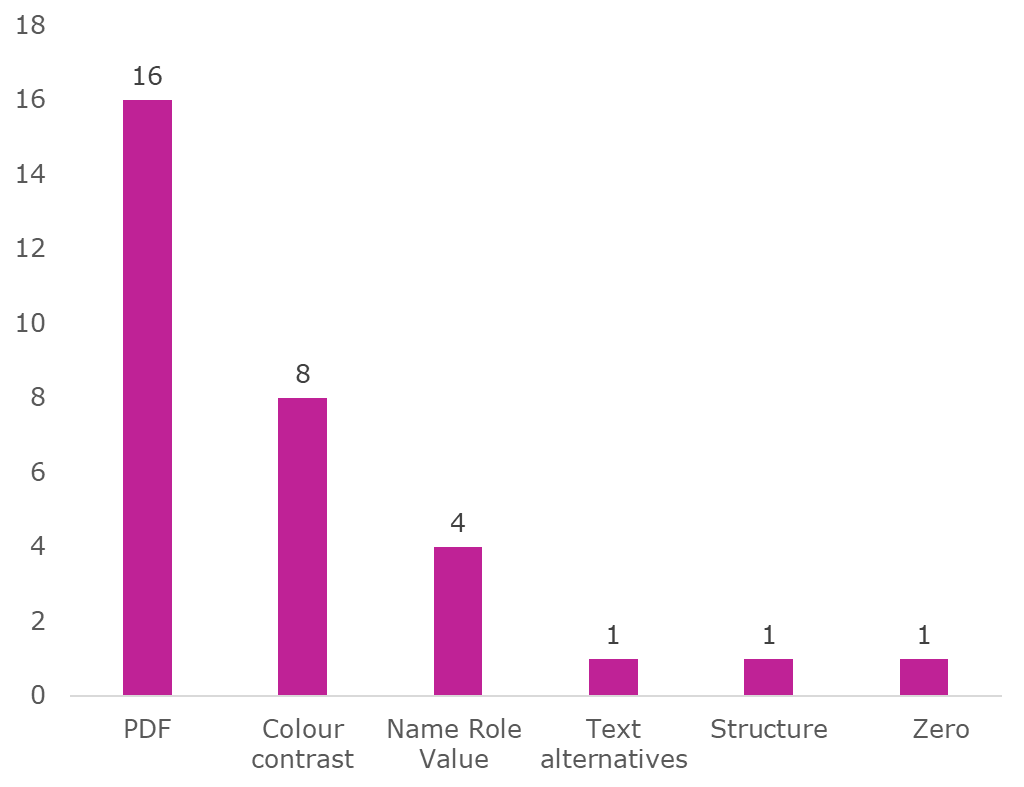 18
16
14
12
10
8
6
4
2
0
16
8
4
1
1
1
PDF
Colour
contrast
Name Role
Value
Text
alternatives
Structure
Zero